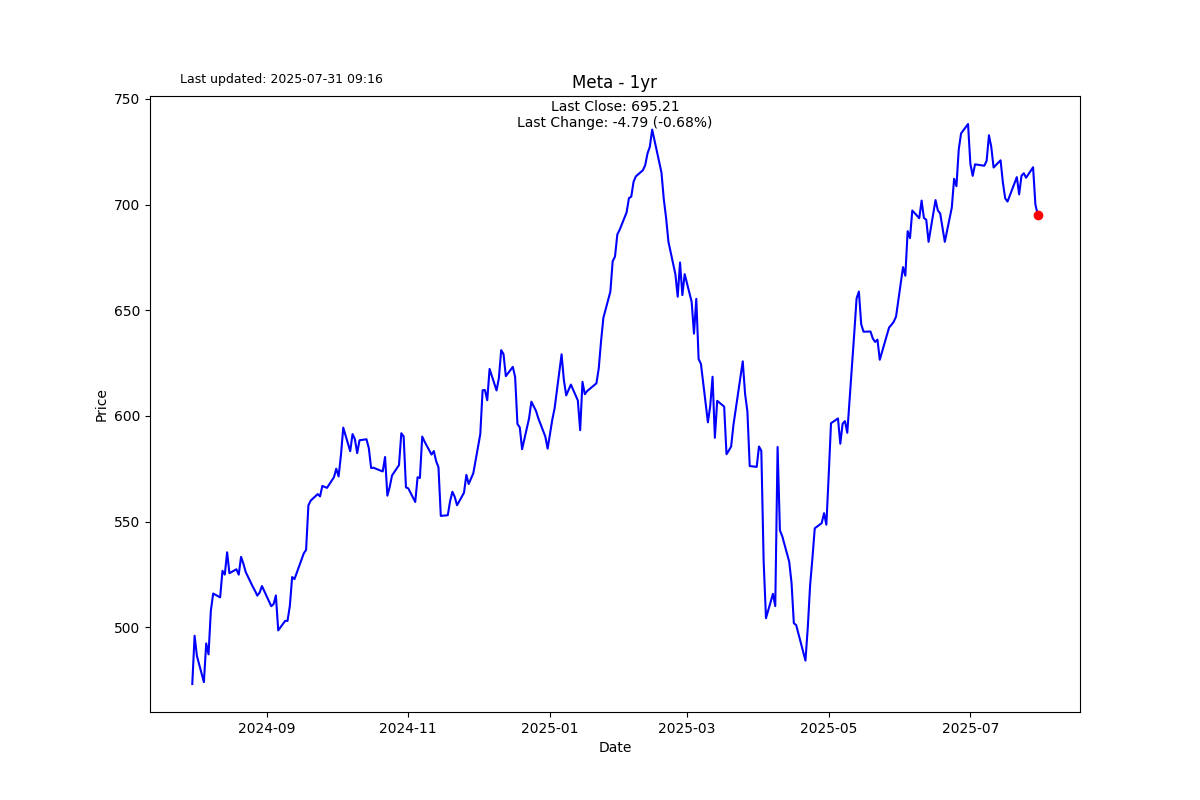 Last updated: 2025-07-31 09:16
Meta - 1yr
Last Close: 695.21
Last Change: -4.79 (-0.68%)
750
700
650
600
550
500
Price
2024-09
2024-11
2025-01
2025-03
2025-05
2025-07
Date